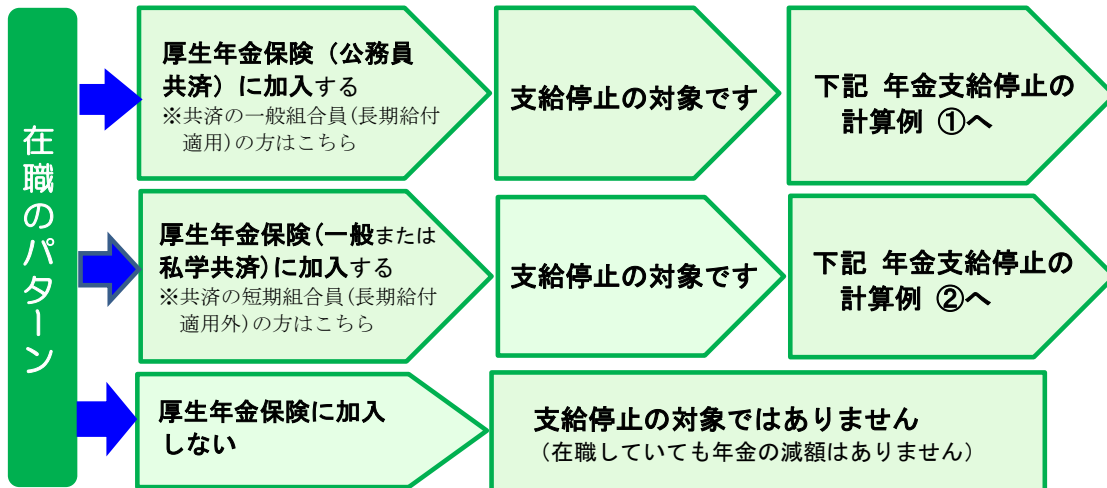 在職のパターン
厚生年金保険（公務員
共済）に加入する
※共済の一般組合員(長期給付
適用)の方はこちら
支給停止の対象です
下記 年金支給停止の
計算例 ①へ
厚生年金保険(一般または
私学共済)に加入する
※共済の短期組合員(長期給付
適用外)の方はこちら
支給停止の対象です
下記 年金支給停止の
計算例 ②へ
厚生年金保険に加入
しない
支給停止の対象ではありません
（在職していても年金の減額はありません）